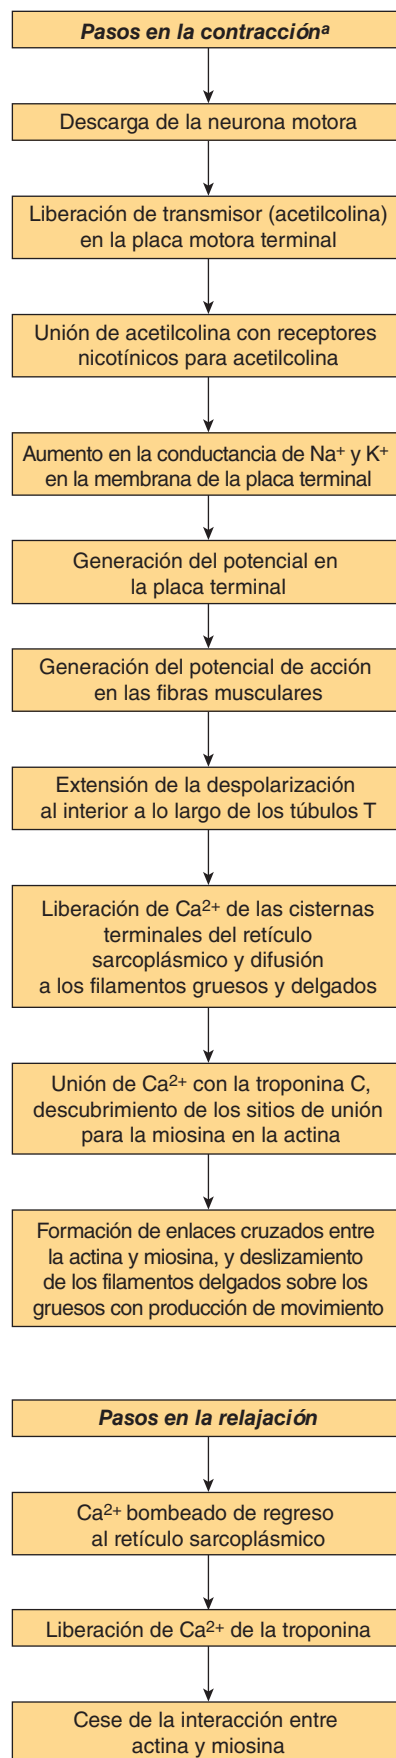 Pasos en la contracciónᵃ
Descarga de la neurona motora
Liberación de transmisor (acetilcolina)
en la placa motora terminal
Unión de acetilcolina con receptores
nicotínicos para acetilcolina
Aumento en la conductancia de Na⁺ y K⁺
en la membrana de la placa terminal
Generación del potencial en
la placa terminal
Generación del potencial de acción
en las fibras musculares
Extensión de la despolarización
al interior a lo largo de los túbulos T
Liberación de Ca²⁺ de las cisternas
terminales del retículo
sarcoplásmico y difusión
a los filamentos gruesos y delgados
Unión de Ca²⁺ con la troponina C,
descubrimiento de los sitios de unión
para la miosina en la actina
Formación de enlaces cruzados entre
la actina y miosina, y deslizamiento
de los filamentos delgados sobre los
gruesos con producción de movimiento
Pasos en la relajación
Ca²⁺ bombeado de regreso
al retículo sarcoplásmico
Liberación de Ca²⁺ de la troponina
Cese de la interacción entre
actina y miosina